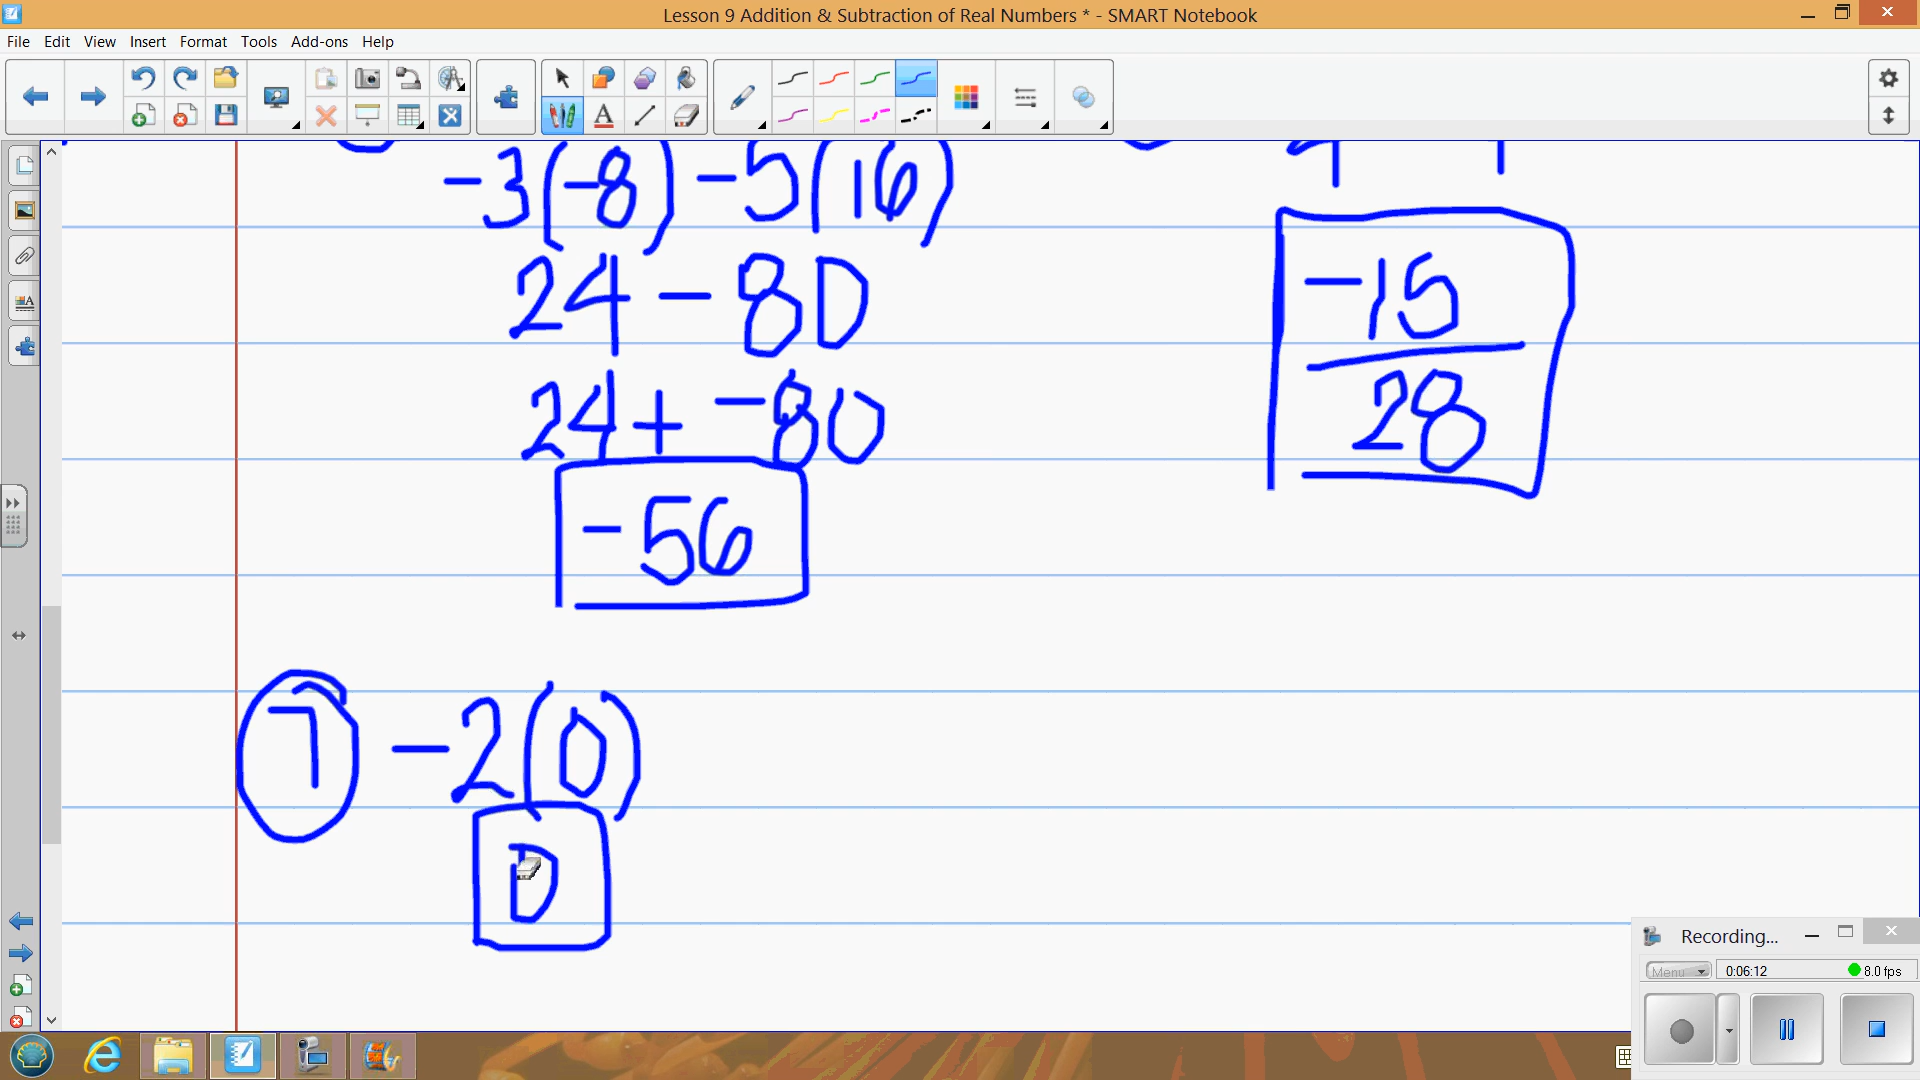 Lesson 9 Addition & Subtraction of Real Numbers * - SMART Notebook
File Edit View Insert Format Tools Add-ons Help
-3(-8) -5(16)
24 - 80
24 + -80
-56
-15
28
7 -2(0)
0
Recording...
Menu 0:06:12 8.0 fps